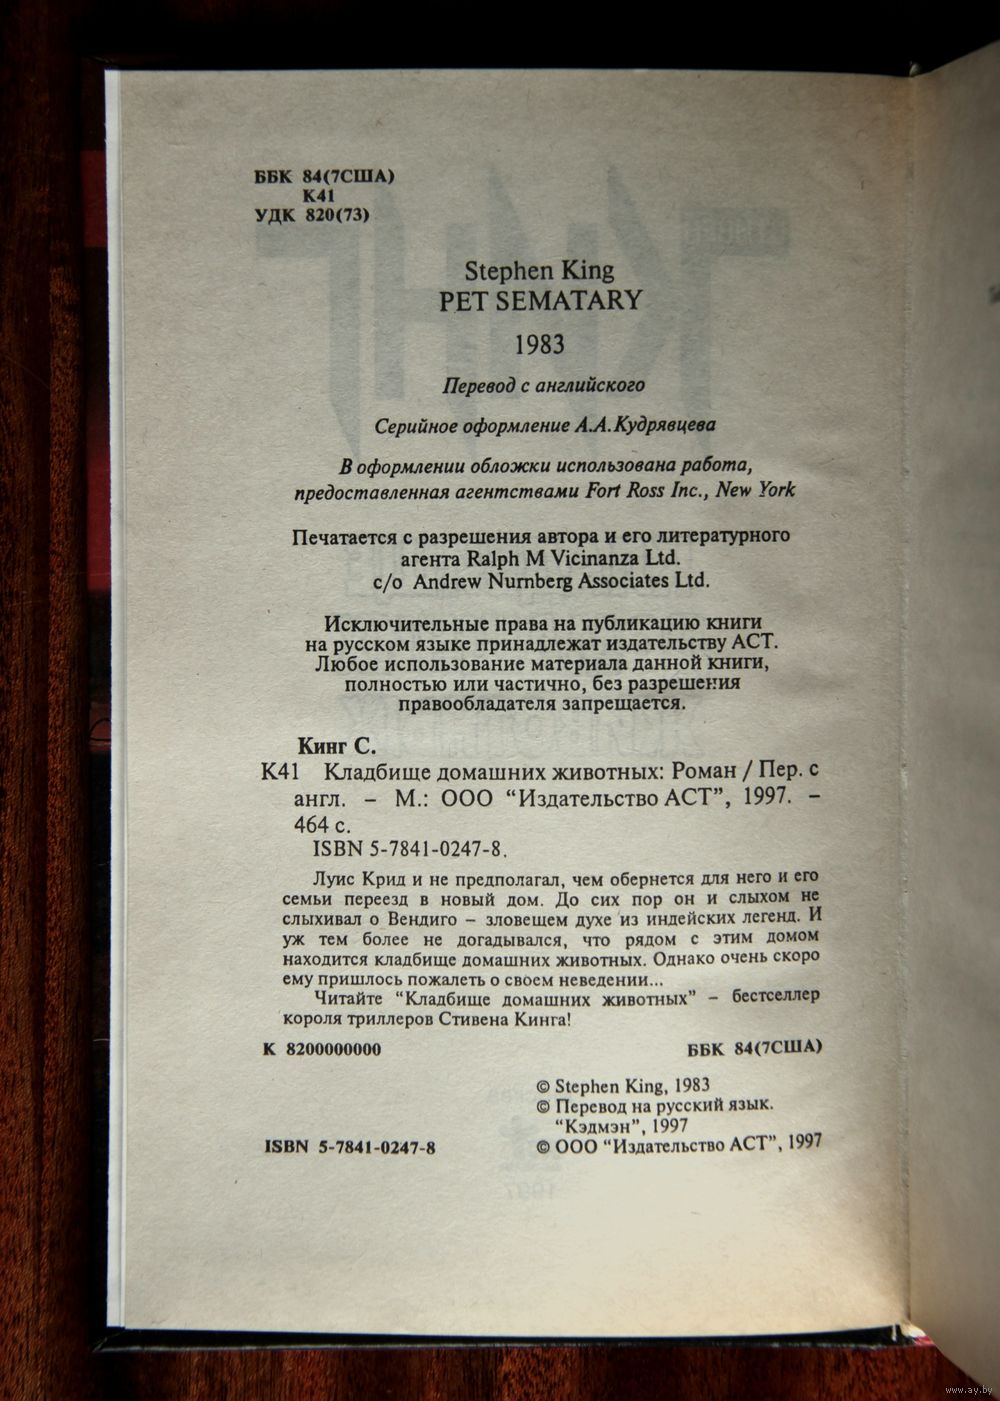 ББК 84(7США)
К41
УДК 820(73)
Stephen King
PET SEMATARY
1983
Перевод с английского
Серийное оформление А.А.Кудрявцева
В оформлении обложки использована работа,
предоставленная агентствами Fort Ross Inc., New York
Печатается с разрешения автора и его литературного
агента Ralph M Vicinanza Ltd.
c/o Andrew Nurnberg Associates Ltd.
Исключительные права на публикацию книги
на русском языке принадлежат издательству АСТ.
Любое использование материала данной книги,
полностью или частично, без разрешения
правообладателя запрещается.
Кинг С.
К41 Кладбище домашних животных: Роман / Пер. с
англ. – М.: ООО “Издательство АСТ”, 1997. –
464 с.
ISBN 5-7841-0247-8.
Луис Крид и не предполагал, чем обернется для него и его
семьи переезд в новый дом. До сих пор он и слыхом не
слыхивал о Вендиго – зловещем духе из индейских легенд. И
уж тем более не догадывался, что рядом с этим домом
находится кладбище домашних животных. Однако очень скоро
ему пришлось пожалеть о своем неведении...
Читайте “Кладбище домашних животных” – бестселлер
короля триллеров Стивена Кинга!
К 8200000000 ББК 84(7США)
© Stephen King, 1983
© Перевод на русский язык.
“Кэдмэн”, 1997
ISBN 5-7841-0247-8 © ООО “Издательство АСТ”, 1997
www.ay.by